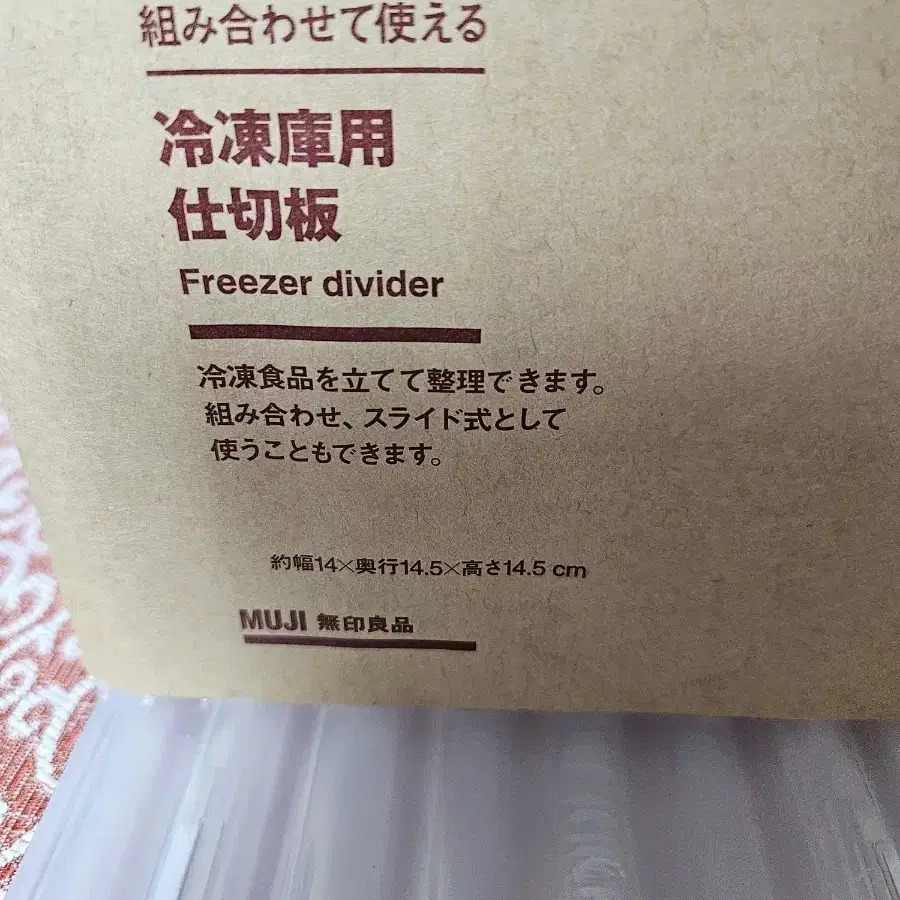 組み合わせて使える
冷凍庫用
仕切板
Freezer divider
冷凍食品を立てて整理できます。
組み合わせ、スライド式として
使うこともできます。
約幅14×奥行14.5×高さ14.5 cm
MUJI 無印良品